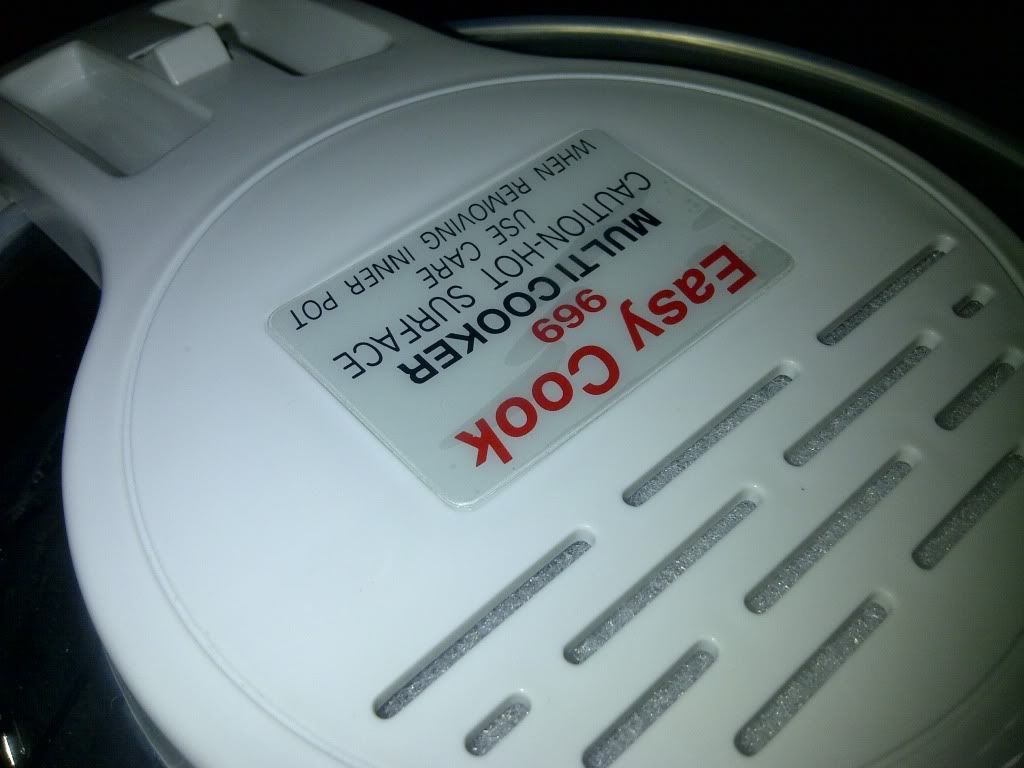 Easy Cook
969
MULTI COOKER
CAUTION-HOT SURFACE
USE CARE
WHEN REMOVING INNER POT